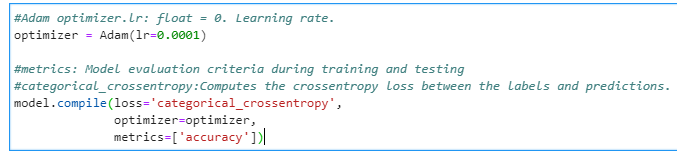 #Adam optimizer.lr: float = 0. Learning rate.
optimizer = Adam(lr=0.0001)
#metrics: Model evaluation criteria during training and testing
#categorical_crossentropy:Computes the crossentropy loss between the labels and predictions.
model.compile(loss='categorical_crossentropy',
optimizer=optimizer,
metrics=['accuracy'])